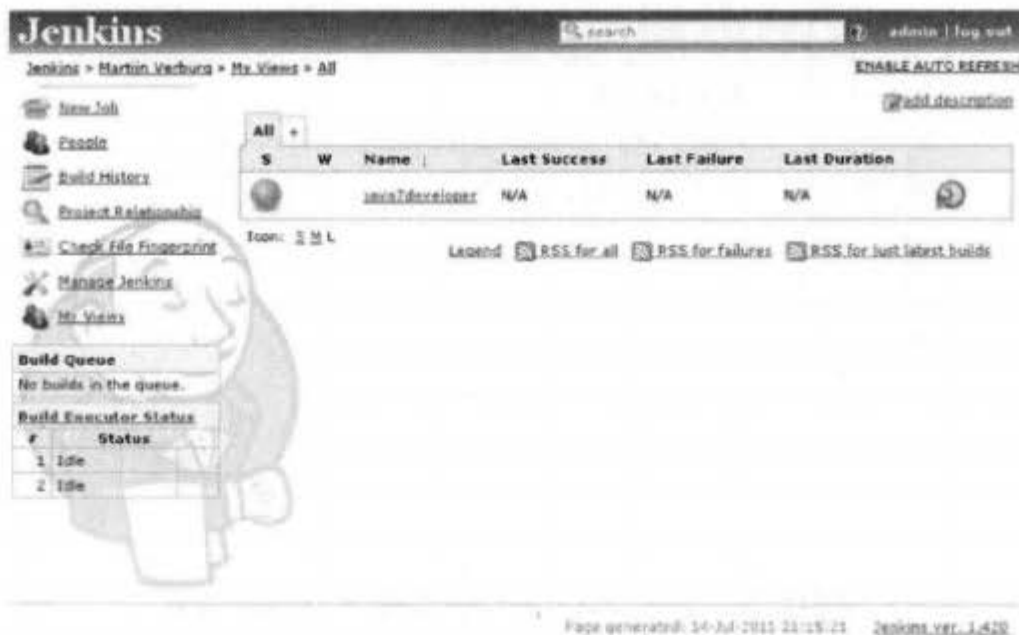 Jenkins
search
admin | log out
Jenkins » Martijn Verburg » My Views » All
ENABLE AUTO REFRESH
add description
New Job
People
Build History
Project Relationship
Check File Fingerprint
Manage Jenkins
My Views
All +
S W Name ↓ Last Success Last Failure Last Duration
java7developer N/A N/A N/A
Icon: S M L
Legend RSS for all RSS for failures RSS for just latest builds
Build Queue
No builds in the queue.
Build Executor Status
# Status
1 Idle
2 Idle
Page generated: 14-Jul-2011 21:15:21 Jenkins ver. 1.420